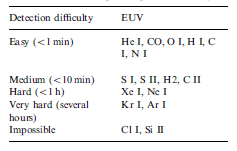 Detection difficulty EUV
Easy (<1 min) He I, CO, O I, H I, C
I, N I
Medium (<10 min) S I, S II, H2, C II
Hard (<1 h) Xe I, Ne I
Very hard (several Kr I, Ar I
hours)
Impossible Cl I, Si II